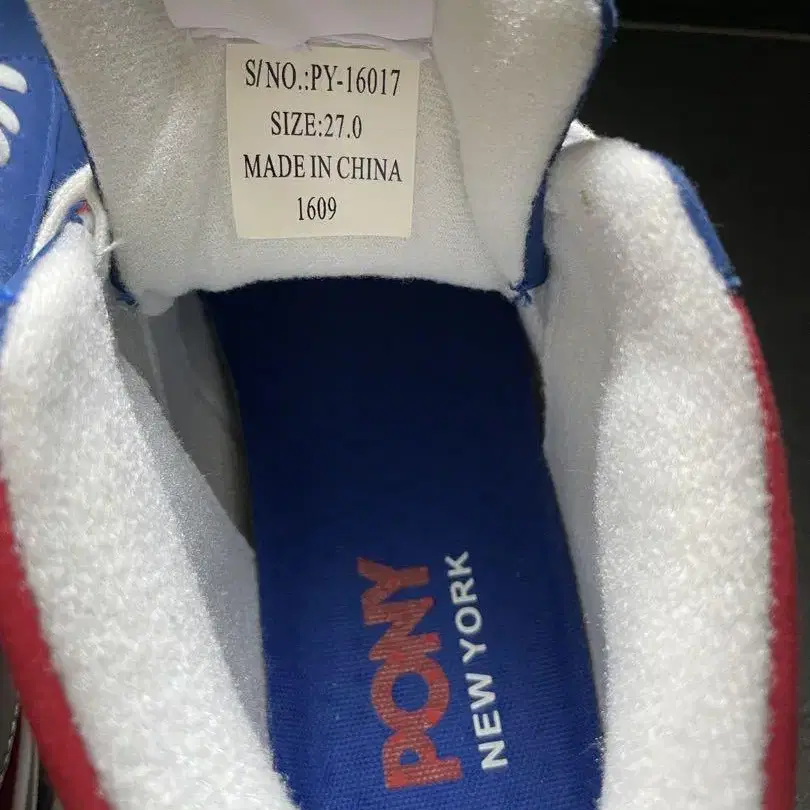 S/NO.:PY-16017
SIZE:27.0
MADE IN CHINA
1609
PONY
NEW YORK